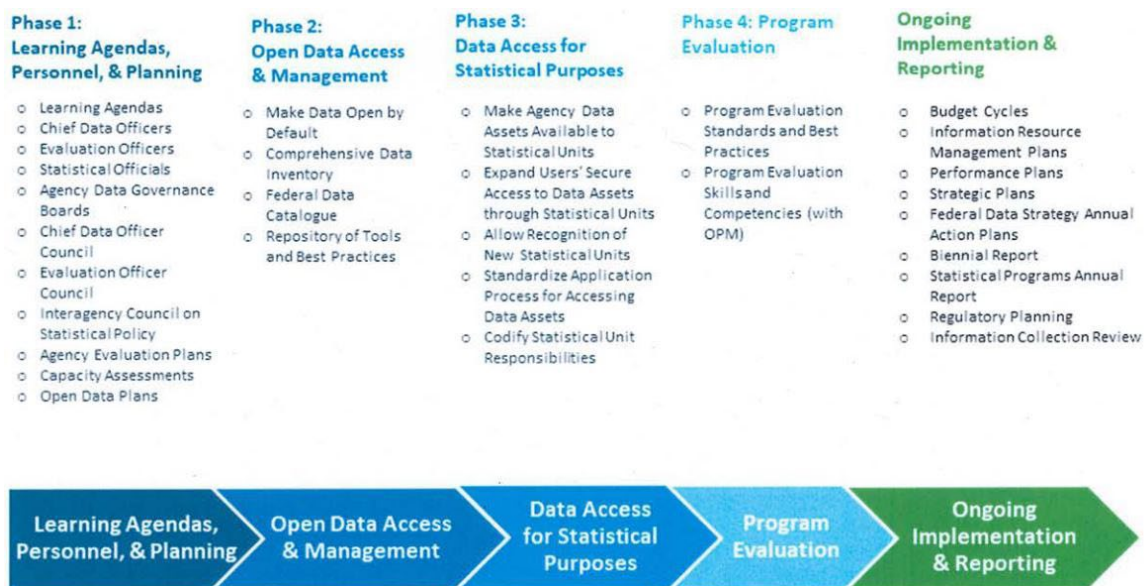 Phase 1:
Learning Agendas,
Personnel, & Planning
o Learning Agendas
o Chief Data Officers
o Evaluation Officers
o Statistical Officials
o Agency Data Governance
Boards
o Chief Data Officer
Council
o Evaluation Officer
Council
o Interagency Council on
Statistical Policy
o Agency Evaluation Plans
o Capacity Assessments
o Open Data Plans
Phase 2:
Open Data Access
& Management
o Make Data Open by
Default
o Comprehensive Data
Inventory
o Federal Data
Catalogue
o Repository of Tools
and Best Practices
Phase 3:
Data Access for
Statistical Purposes
o Make Agency Data
Assets Available to
Statistical Units
o Expand Users' Secure
Access to Data Assets
through Statistical Units
o Allow Recognition of
New Statistical Units
o Standardize Application
Process for Accessing
Data Assets
o Codify Statistical Unit
Responsibilities
Phase 4: Program
Evaluation
o Program Evaluation
Standards and Best
Practices
o Program Evaluation
Skills and
Competencies (with
OPM)
Ongoing
Implementation &
Reporting
o Budget Cycles
o Information Resource
Management Plans
o Performance Plans
o Strategic Plans
o Federal Data Strategy Annual
Action Plans
o Biennial Report
o Statistical Programs Annual
Report
o Regulatory Planning
o Information Collection Review
Learning Agendas,
Personnel, & Planning
Open Data Access
& Management
Data Access
for Statistical
Purposes
Program
Evaluation
Ongoing
Implementation
& Reporting